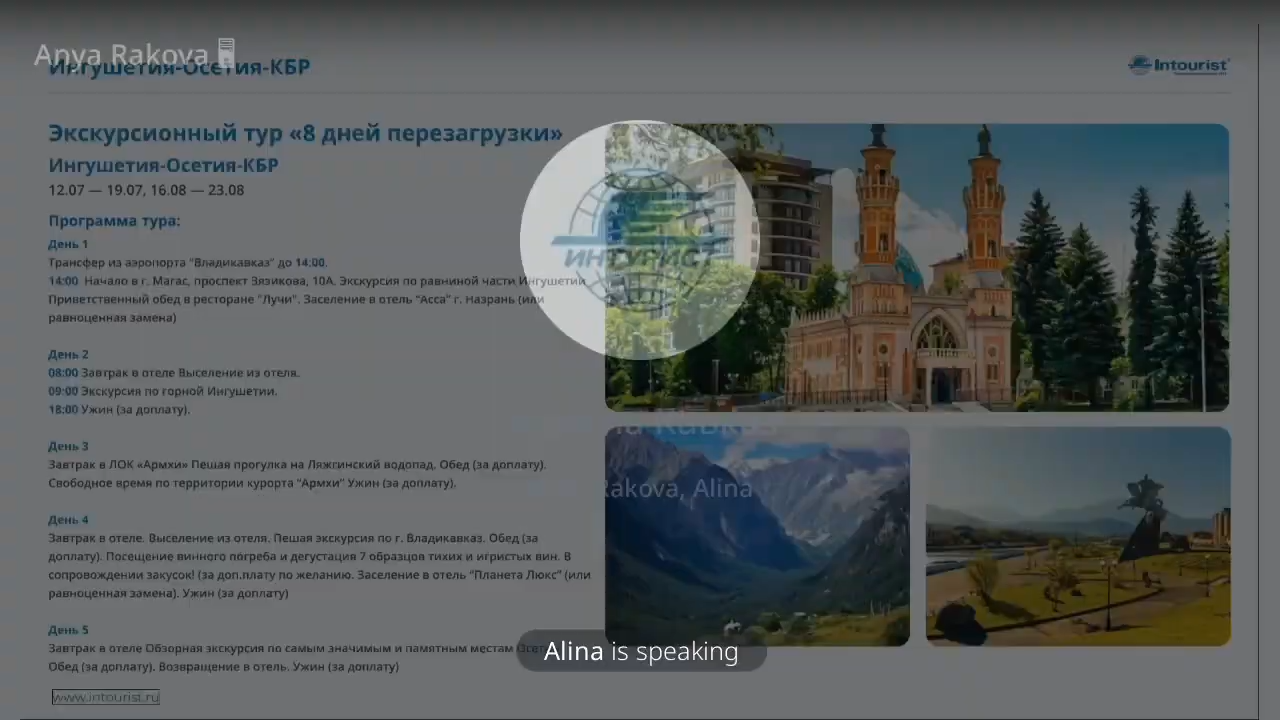 Anya Rakova
Ингушетия-Осетия-КБР
Intourist
Экскурсионный тур «8 дней перезагрузки»
Ингушетия-Осетия-КБР
12.07 — 19.07, 16.08 — 23.08
Программа тура:
День 1
Трансфер из аэропорта "Владикавказ" до 14:00.
14:00 Начало в г. Магас, проспект Зязикова, 10А. Экскурсия по равниной части Ингушетии
Приветственный обед в ресторане "Лучи". Заселение в отель "Асса" г. Назрань (или
равноценная замена)
ИНТУРИСТ
День 2
08:00 Завтрак в отеле Выселение из отеля.
09:00 Экскурсия по горной Ингушетии.
18:00 Ужин (за доплату).
День 3
Завтрак в ЛОК «Армхи» Пешая прогулка на Ляжгинский водопад. Обед (за доплату).
Свободное время по территории курорта "Армхи" Ужин (за доплату).
Rakova, Alina
День 4
Завтрак в отеле. Выселение из отеля. Пешая экскурсия по г. Владикавказ. Обед (за
доплату). Посещение винного погреба и дегустация 7 образцов тихих и игристых вин. В
сопровождении закусок! (за доп.плату по желанию. Заселение в отель "Планета Люкс" (или
равноценная замена). Ужин (за доплату)
День 5
Завтрак в отеле Обзорная экскурсия по самым значимым и памятным местам
Обед (за доплату). Возвращение в отель. Ужин (за доплату)
Alina is speaking
www.intourist.ru